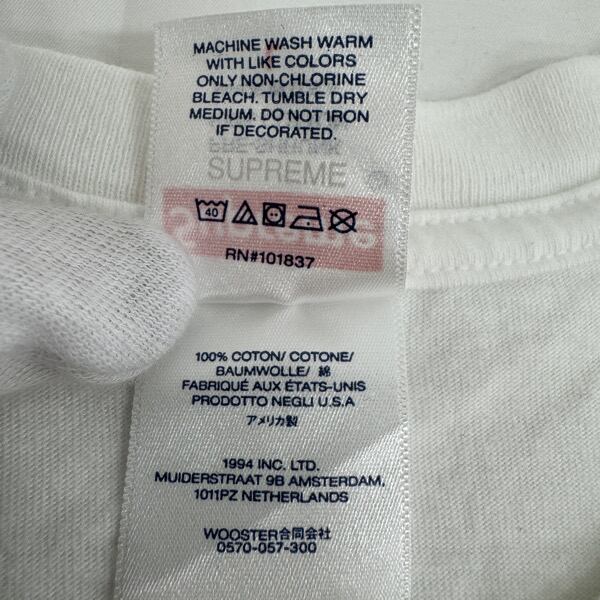 MACHINE WASH WARM
WITH LIKE COLORS
ONLY NON-CHLORINE
BLEACH. TUMBLE DRY
MEDIUM. DO NOT IRON
IF DECORATED.
SUPREME
40
RN#101837
100% COTON/ COTONE/
BAUMWOLLE/ 綿
FABRIQUÉ AUX ÉTATS-UNIS
PRODOTTO NEGLI U.S.A
アメリカ製
1994 INC. LTD.
MUIDERSTRAAT 9B AMSTERDAM,
1011PZ NETHERLANDS
WOOSTER合同会社
0570-057-300